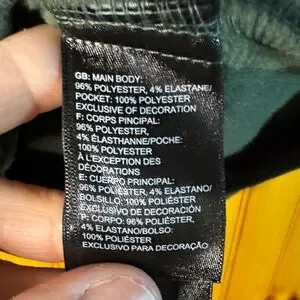 GB: MAIN BODY:
96% POLYESTER, 4% ELASTANE/
POCKET: 100% POLYESTER
EXCLUSIVE OF DECORATION
F: CORPS PRINCIPAL:
96% POLYESTER,
4% ÉLASTHANNE/POCHE:
100% POLYESTER
À L'EXCEPTION DES
DÉCORATIONS
E: CUERPO PRINCIPAL:
96% POLIÉSTER, 4% ELASTANO/
BOLSILLO: 100% POLIÉSTER
EXCLUSIVO DE DECORACIÓN
P: CORPO: 96% POLIÉSTER
4% ELASTANO/BOLSO:
100% POLIÉSTER
EXCLUSIVO PARA DECORAÇÃO